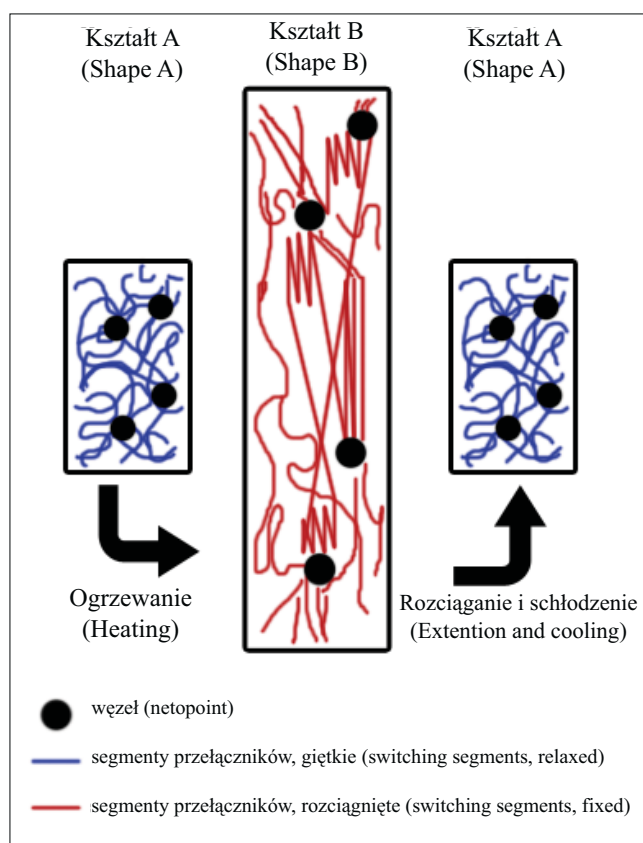 Kształt A
(Shape A)
Kształt B
(Shape B)
Kształt A
(Shape A)
Ogrzewanie
(Heating)
Rozciąganie i schłodzenie
(Extention and cooling)
węzeł (netopoint)
segmenty przełączników, giętkie (switching segments, relaxed)
segmenty przełączników, rozciągnięte (switching segments, fixed)